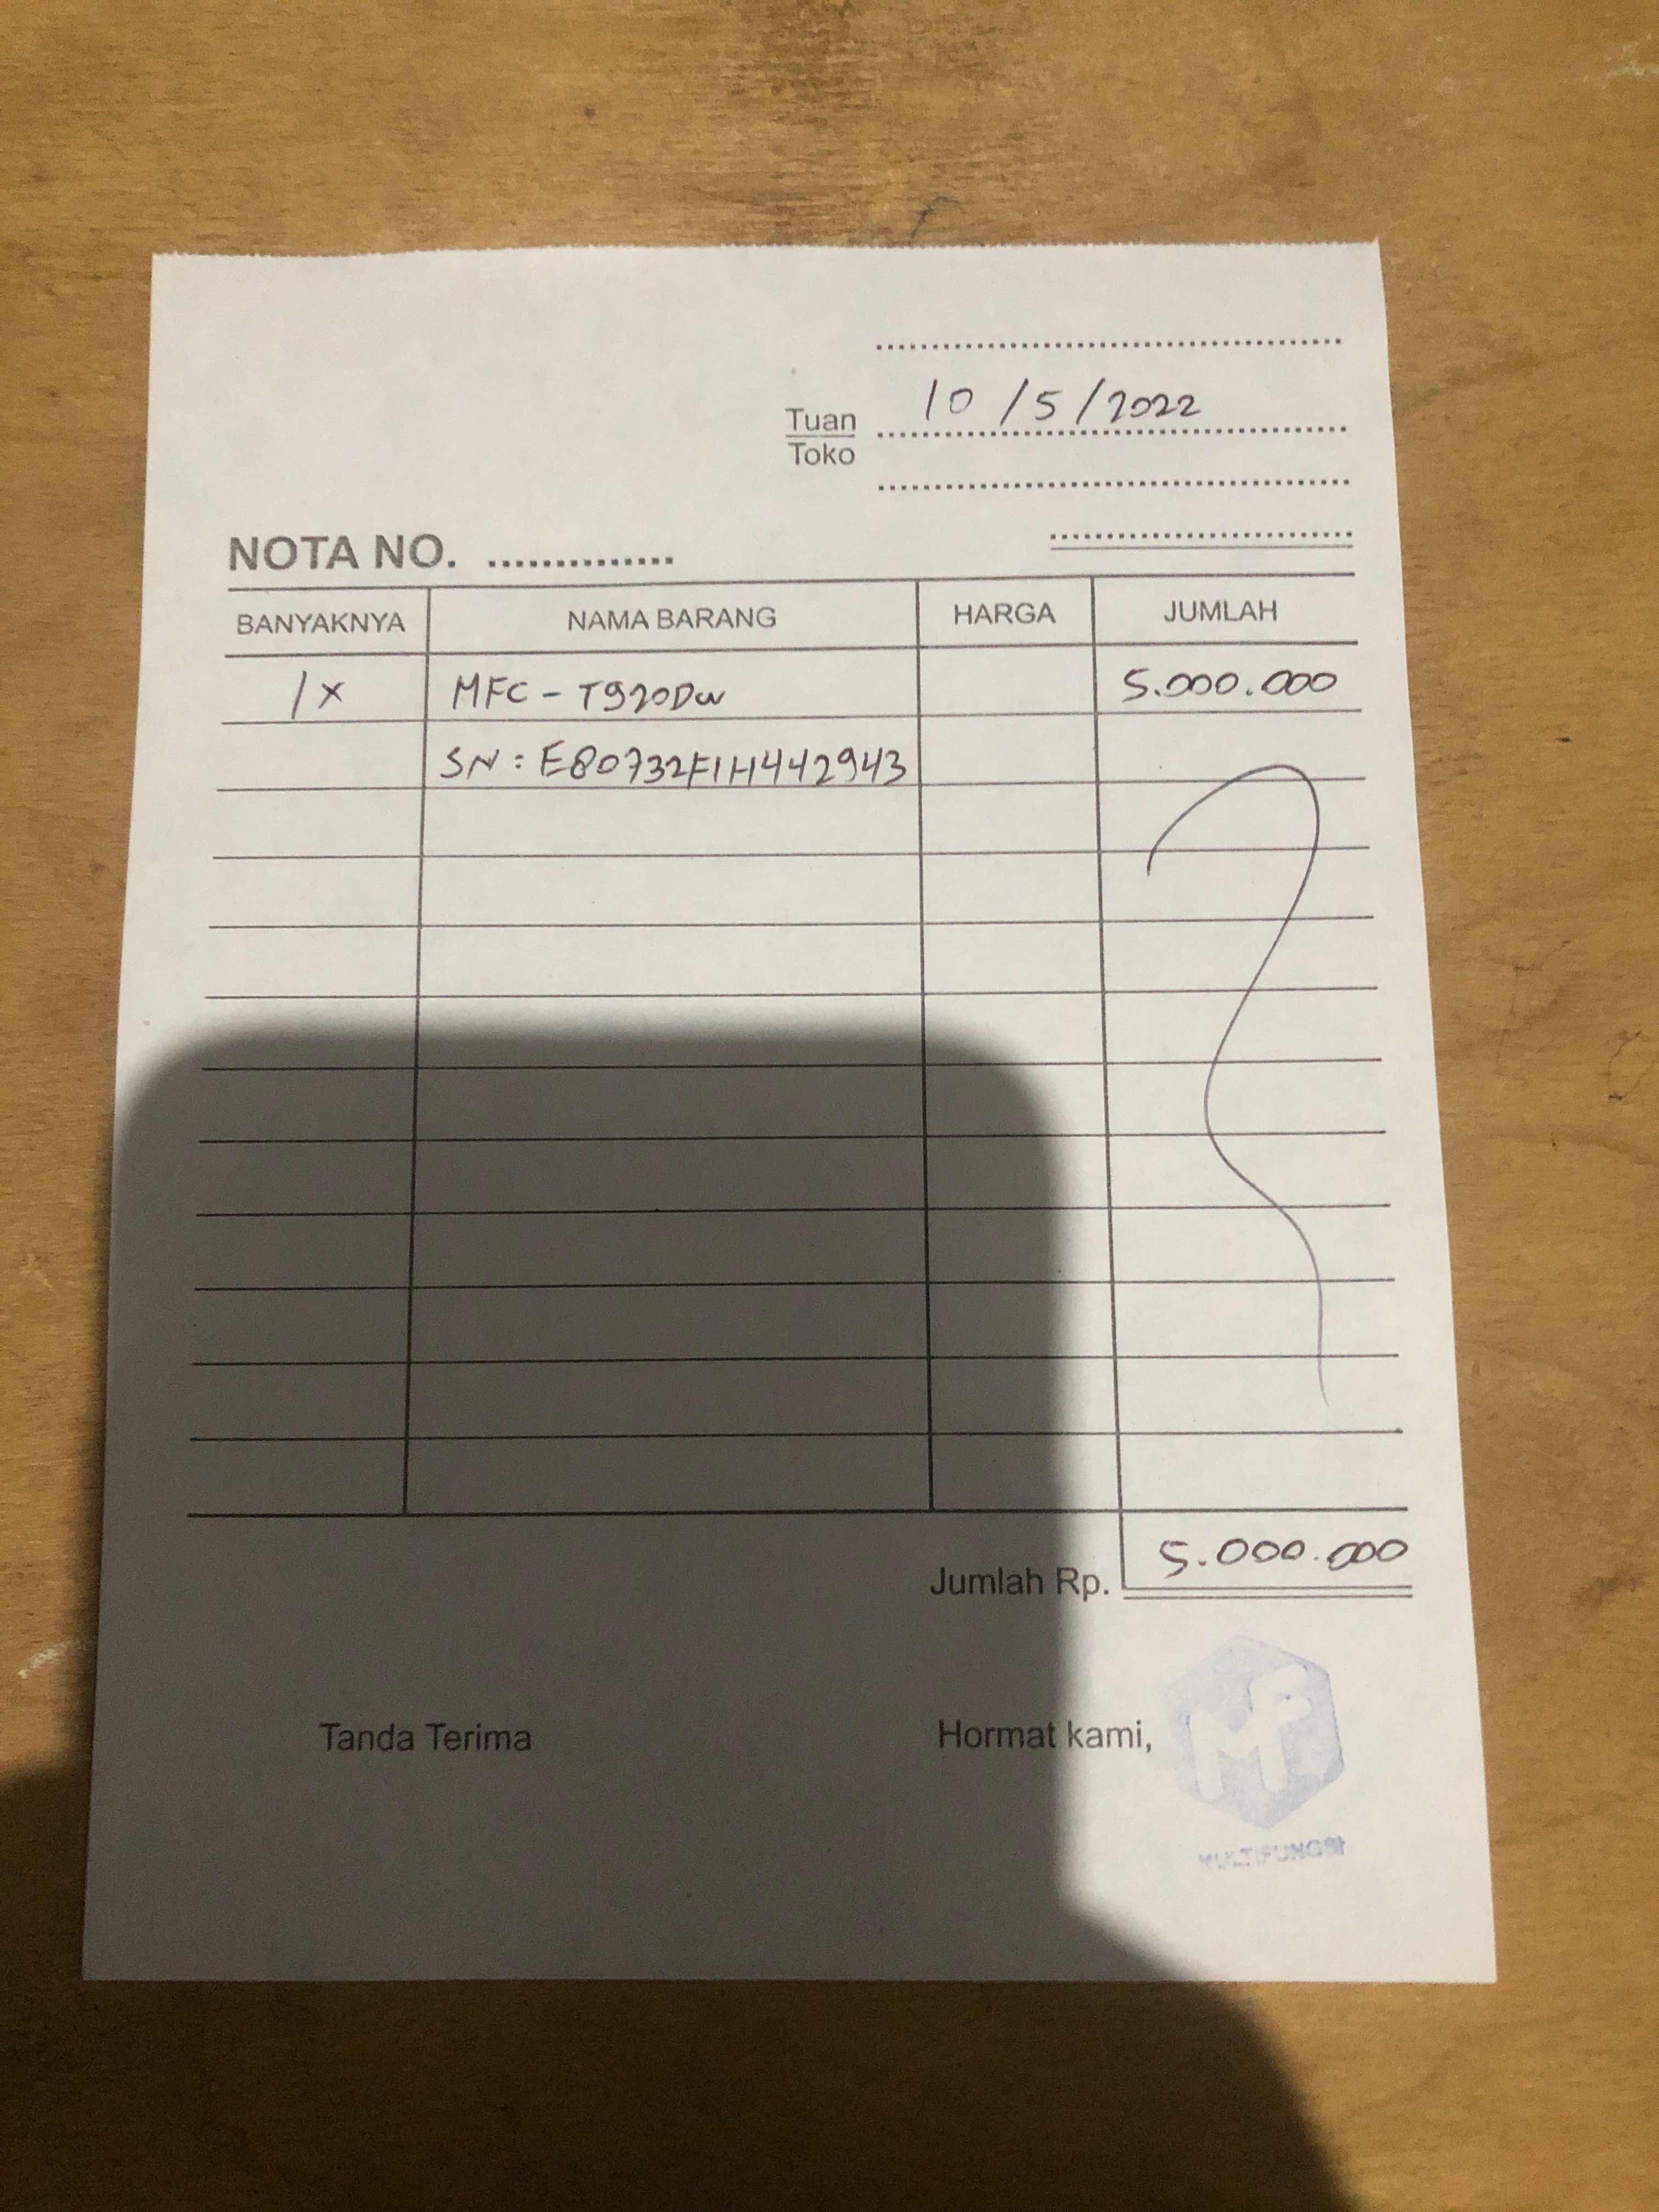 10/5/2022
Tuan
Toko
NOTA NO.
BANYAKNYA NAMA BARANG HARGA JUMLAH
1x MFC-T920Dw 5.000.000
SN: E80732F1H442943
Jumlah Rp. 5.000.000
Tanda Terima Hormat kami,
MF
MULTIFUNGSI